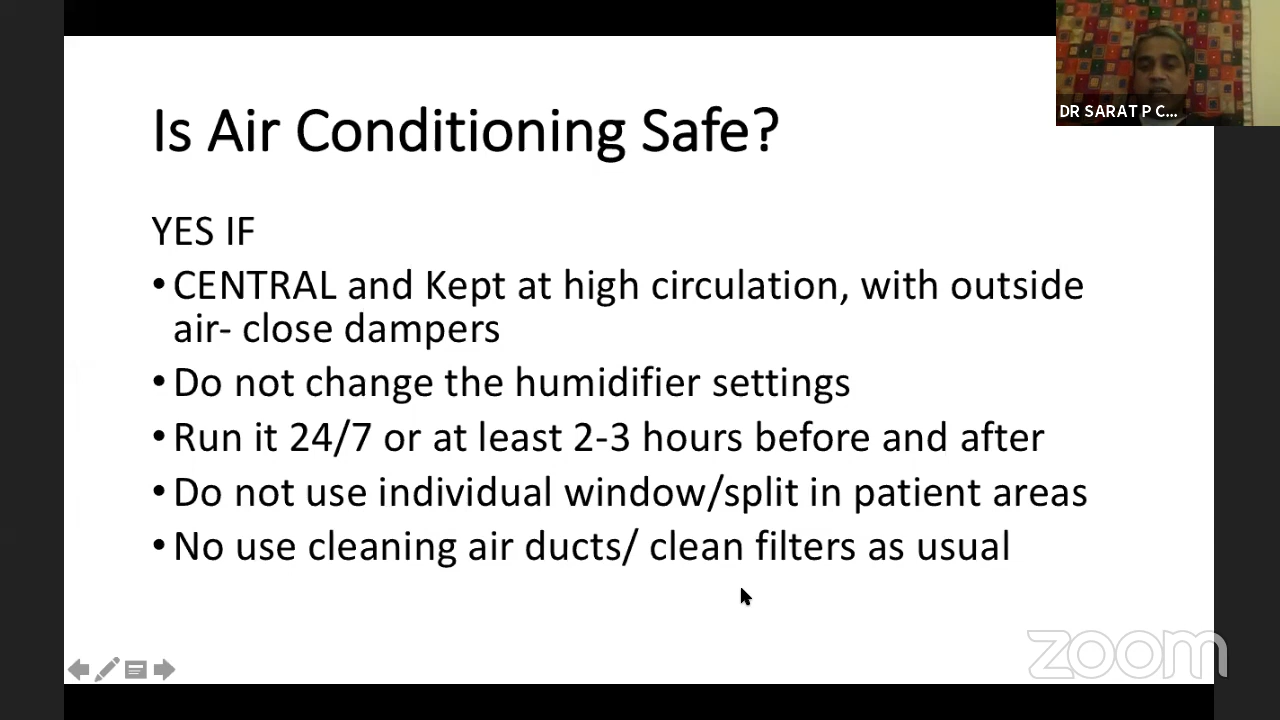 DR SARAT P C...
Is Air Conditioning Safe?
YES IF
•CENTRAL and Kept at high circulation, with outside
air- close dampers
•Do not change the humidifier settings
•Run it 24/7 or at least 2-3 hours before and after
•Do not use individual window/split in patient areas
•No use cleaning air ducts/ clean filters as usual
zoom